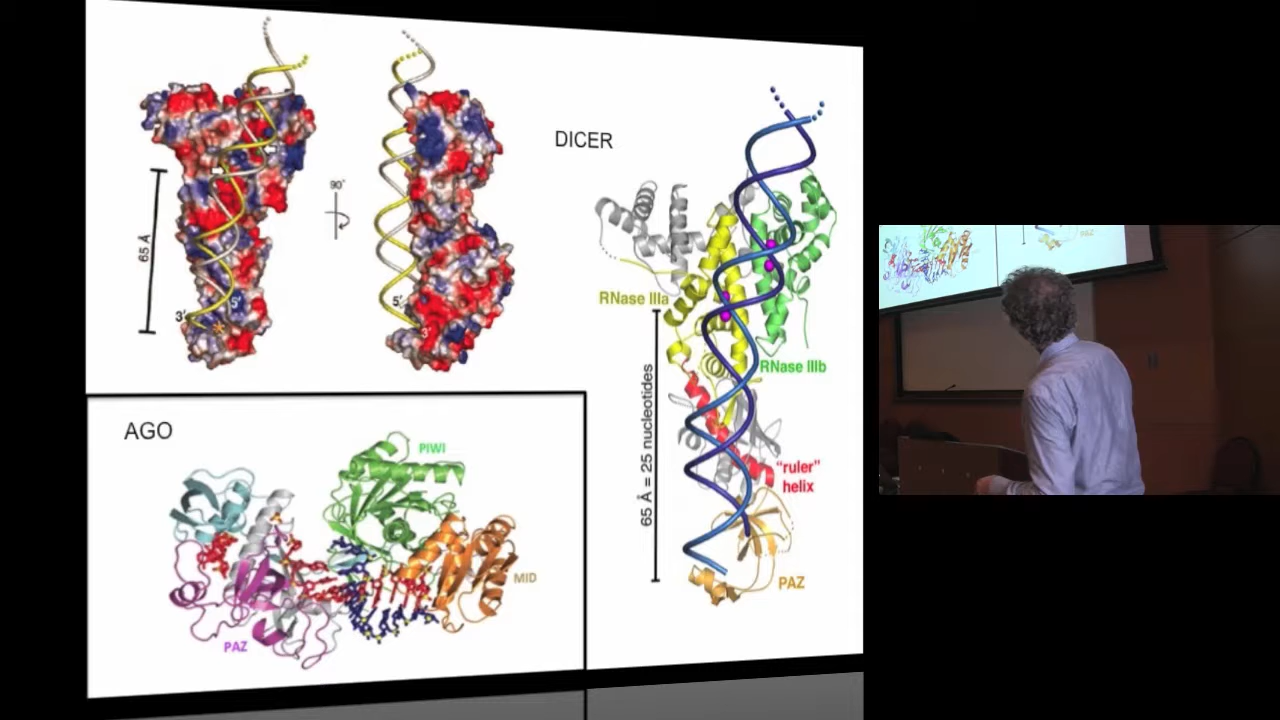 90°
65 Å
3'
5'
5'
3'
DICER
RNase IIIa
RNase IIIb
65 Å = 25 nucleotides
"ruler"
helix
PAZ
AGO
PIWI
MID
PAZ